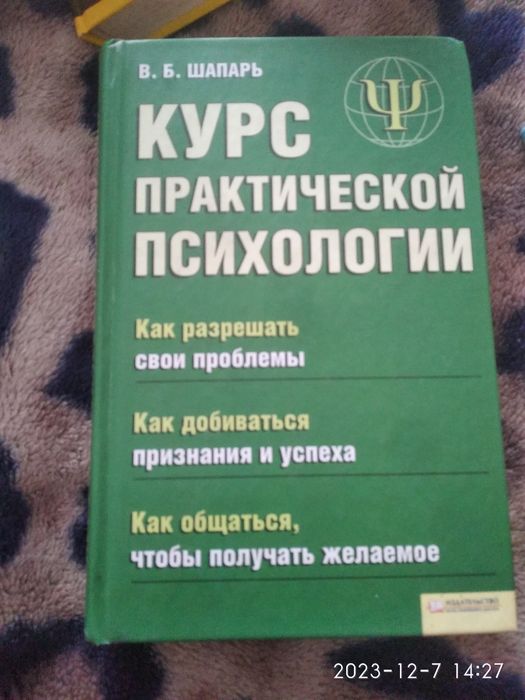 В. Б. ШАПАРЬ
КУРС
ПРАКТИЧЕСКОЙ
ПСИХОЛОГИИ
Как разрешать
свои проблемы
Как добиваться
признания и успеха
Как общаться,
чтобы получать желаемое
ИЗДАТЕЛЬСТВО
2023-12-7 14:27